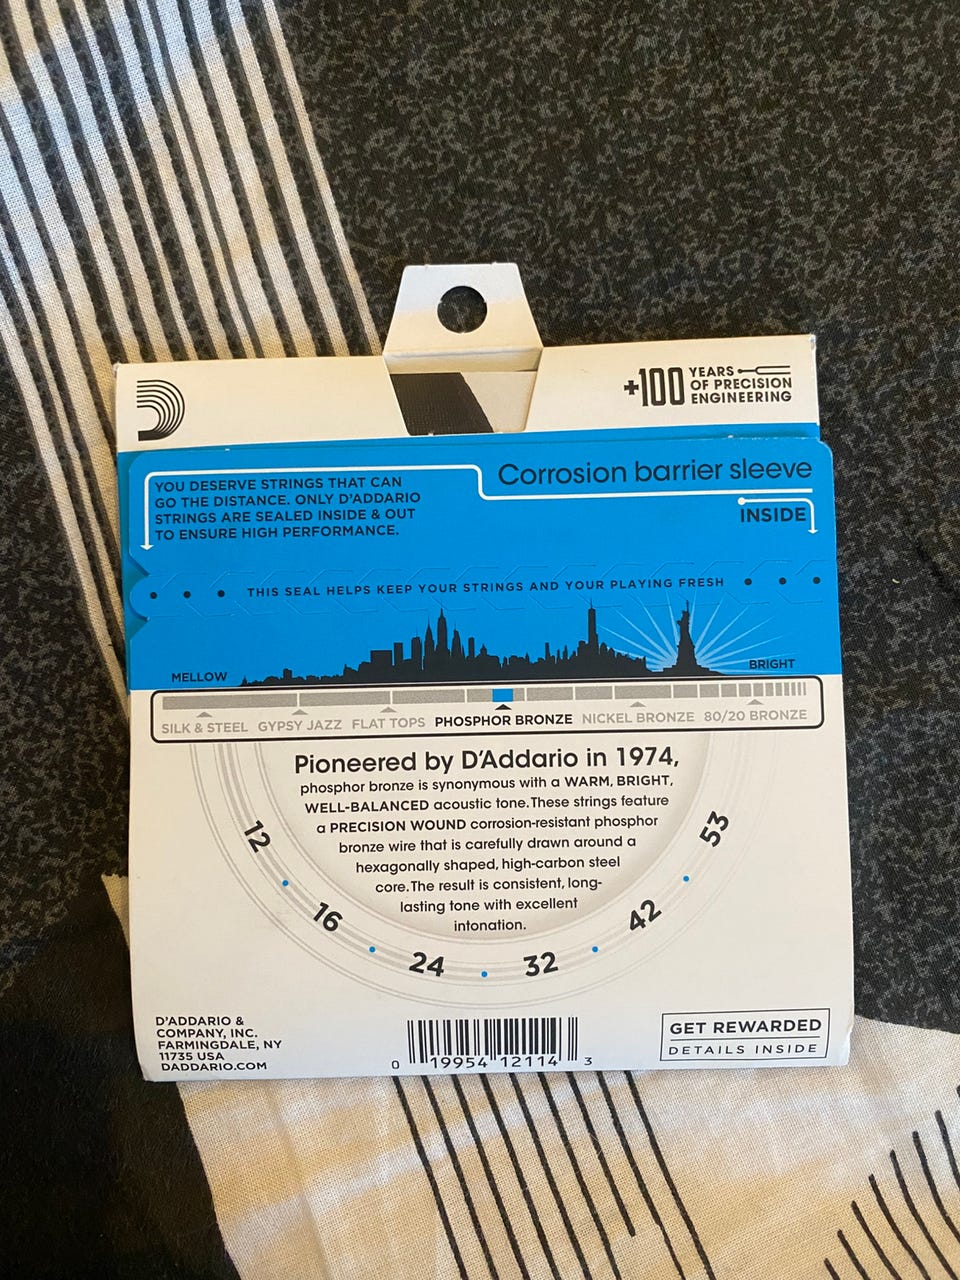 +100 YEARS
OF PRECISION
ENGINEERING
YOU DESERVE STRINGS THAT CAN
GO THE DISTANCE. ONLY D'ADDARIO
STRINGS ARE SEALED INSIDE & OUT
TO ENSURE HIGH PERFORMANCE.
Corrosion barrier sleeve
INSIDE
THIS SEAL HELPS KEEP YOUR STRINGS AND YOUR PLAYING FRESH
MELLOW
BRIGHT
SILK & STEEL GYPSY JAZZ FLAT TOPS PHOSPHOR BRONZE NICKEL BRONZE 80/20 BRONZE
Pioneered by D'Addario in 1974,
phosphor bronze is synonymous with a WARM, BRIGHT,
WELL-BALANCED acoustic tone. These strings feature
a PRECISION WOUND corrosion-resistant phosphor
bronze wire that is carefully drawn around a
hexagonally shaped, high-carbon steel
core. The result is consistent, long-
lasting tone with excellent
intonation.
12 • 16 • 24 • 32 • 42 • 53
D'ADDARIO &
COMPANY, INC.
FARMINGDALE, NY
11735 USA
DADDARIO.COM
0 19954 12114 3
GET REWARDED
DETAILS INSIDE